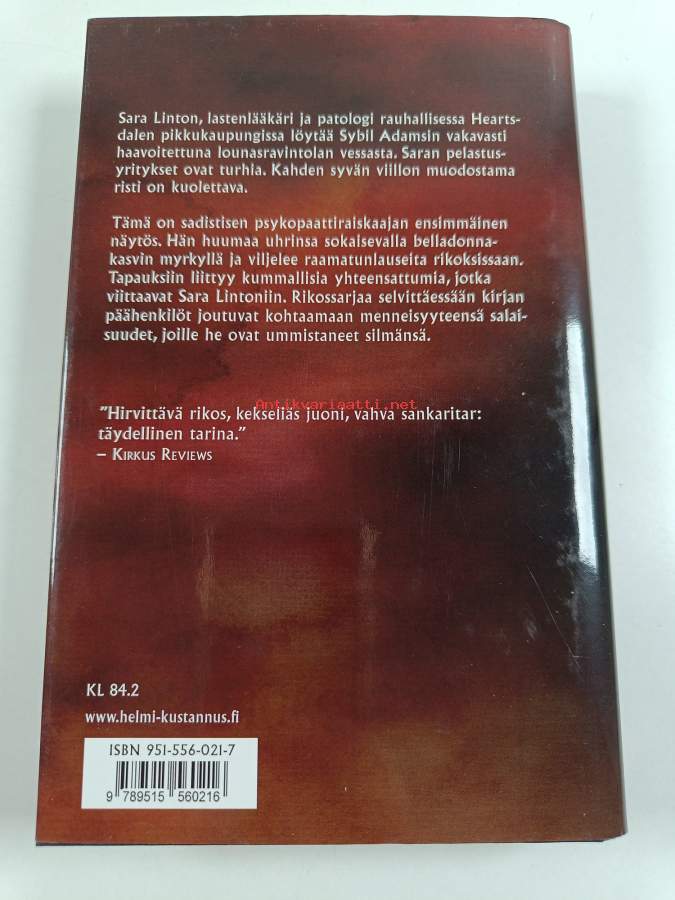 Sara Linton, lastenlääkäri ja patologi rauhallisessa Hearts-
dalen pikkukaupungissa löytää Sybil Adamsin vakavasti
haavoitettuna lounasravintolan vessasta. Saran pelastus-
yritykset ovat turhia. Kahden syvän viillon muodostama
risti on kuolettava.
Tämä on sadistisen psykopaattiraiskaajan ensimmäinen
näytös. Hän huumaa uhrinsa sokaisevalla belladonna-
kasvin myrkyllä ja viljelee raamatunlauseita rikoksissaan.
Tapauksiin liittyy kummallisia yhteensattumia, jotka
viittaavat Sara Lintoniin. Rikossarjaa selvittäessään kirjan
päähenkilöt joutuvat kohtaamaan menneisyyteensä salai-
suudet, joille he ovat ummistaneet silmänsä.
Antikvariaatti.net
"Hirvittävä rikos, kekseliäs juoni, vahva sankaritar:
täydellinen tarina."
– KIRKUS REVIEWS
KL 84.2
www.helmi-kustannus.fi
ISBN 951-556-021-7
9 789515 560216